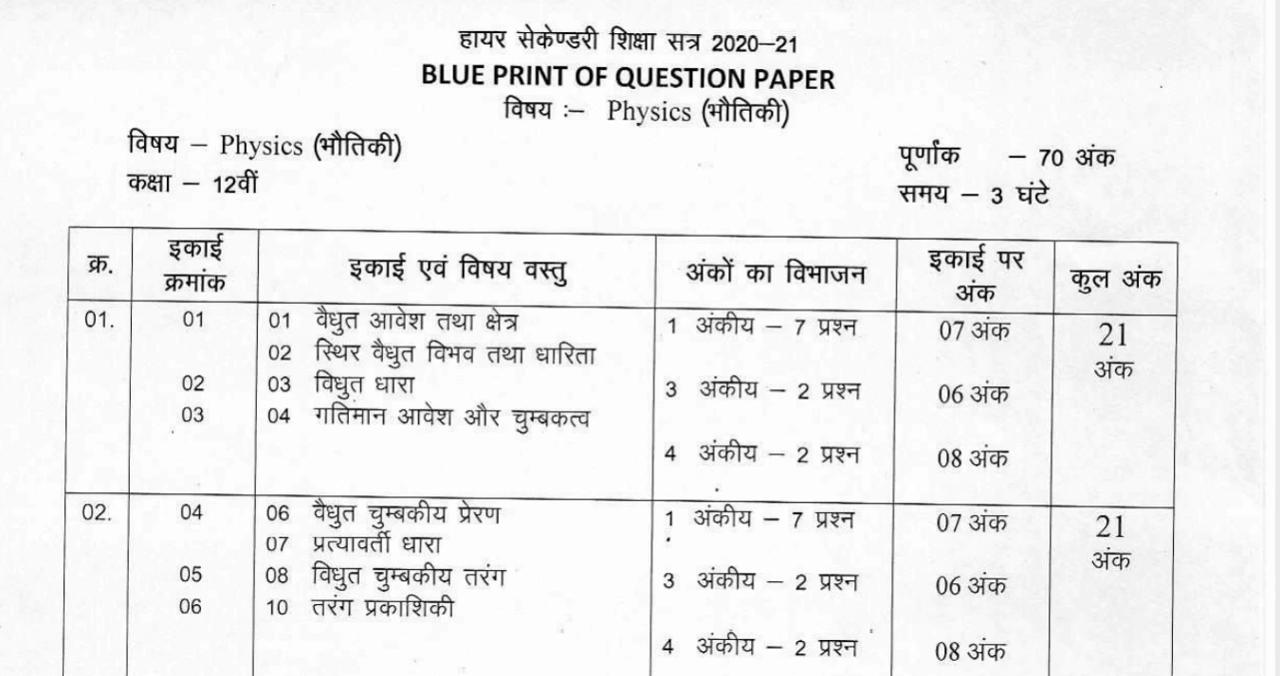 हायर सेकेण्डरी शिक्षा सत्र 2020–21
BLUE PRINT OF QUESTION PAPER
विषय :– Physics (भौतिकी)
विषय – Physics (भौतिकी)
पूर्णांक – 70 अंक
कक्षा – 12वीं
समय – 3 घंटे
क्र. इकाई क्रमांक इकाई एवं विषय वस्तु अंकों का विभाजन इकाई पर अंक कुल अंक
01. 01 01 वैधुत आवेश तथा क्षेत्र 1 अंकीय – 7 प्रश्न 07 अंक 21
02 स्थिर वैधुत विभव तथा धारिता अंक
02 03 विधुत धारा 3 अंकीय – 2 प्रश्न 06 अंक
03 04 गतिमान आवेश और चुम्बकत्व
4 अंकीय – 2 प्रश्न 08 अंक
02. 04 06 वैधुत चुम्बकीय प्रेरण 1 अंकीय – 7 प्रश्न 07 अंक 21
07 प्रत्यावर्ती धारा अंक
05 08 विधुत चुम्बकीय तरंग 3 अंकीय – 2 प्रश्न 06 अंक
06 10 तरंग प्रकाशिकी
4 अंकीय – 2 प्रश्न 08 अंक